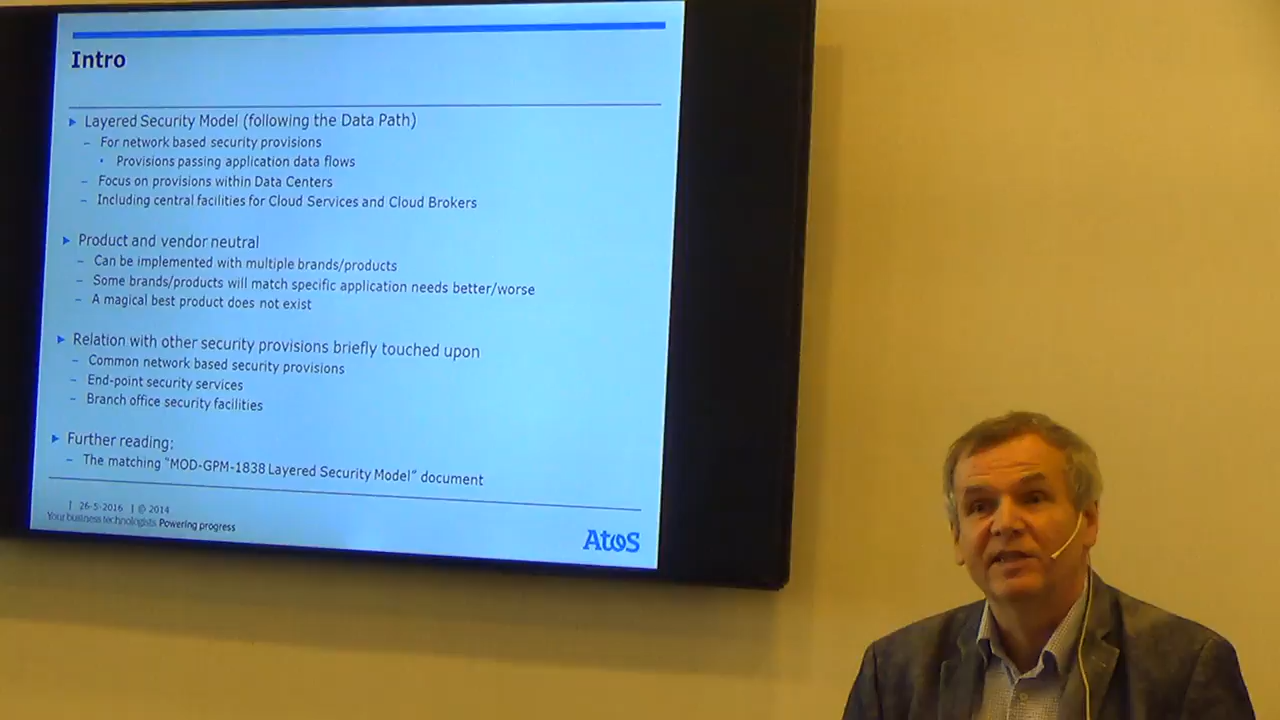 Intro
▶ Layered Security Model (following the Data Path)
– For network based security provisions
• Provisions passing application data flows
– Focus on provisions within Data Centers
– Including central facilities for Cloud Services and Cloud Brokers
▶ Product and vendor neutral
– Can be implemented with multiple brands/products
– Some brands/products will match specific application needs better/worse
– A magical best product does not exist
▶ Relation with other security provisions briefly touched upon
– Common network based security provisions
– End-point security services
– Branch office security facilities
▶ Further reading:
– The matching “MOD-GPM-1838 Layered Security Model” document
| 26-5-2016 | © 2014
Your business technologists. Powering progress
Atos